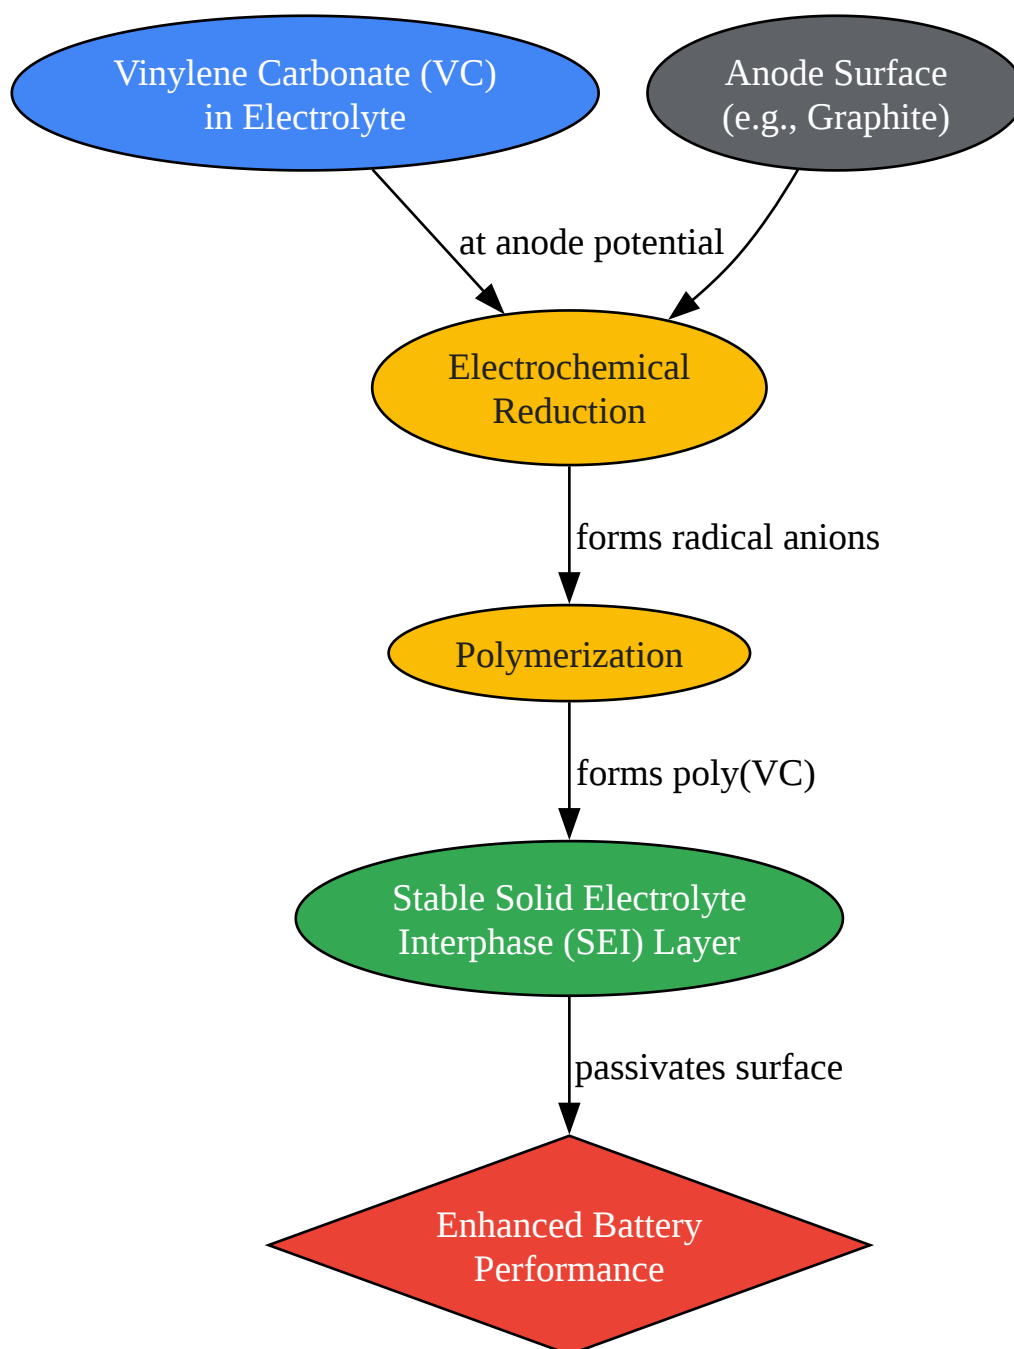 Vinylene Carbonate (VC)
in Electrolyte
Anode Surface
(e.g., Graphite)
at anode potential
Electrochemical
Reduction
forms radical anions
Polymerization
forms poly(VC)
Stable Solid Electrolyte
Interphase (SEI) Layer
passivates surface
Enhanced Battery
Performance